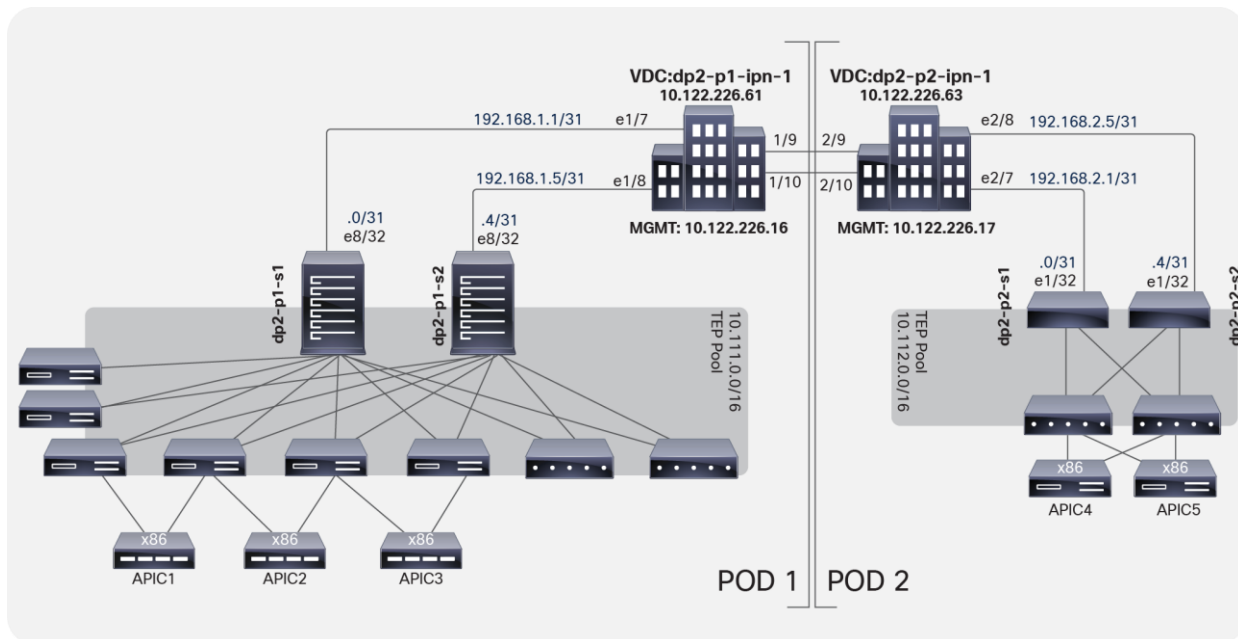 VDC:dp2-p1-ipn-1
10.122.226.61
VDC:dp2-p2-ipn-1
10.122.226.63
192.168.1.1/31
e1/7
1/9
2/9
e2/8
192.168.2.5/31
192.168.1.5/31
e1/8
1/10
2/10
e2/7
192.168.2.1/31
MGMT: 10.122.226.16
MGMT: 10.122.226.17
.0/31
e8/32
.4/31
e8/32
dp2-p1-s1
dp2-p1-s2
10.111.0.0/16
TEP Pool
.0/31
e1/32
.4/31
e1/32
dp2-p2-s1
dp2-p2-s2
TEP Pool
10.112.0.0/16
x86
APIC1
x86
APIC2
x86
APIC3
x86
APIC4
x86
APIC5
POD 1
POD 2